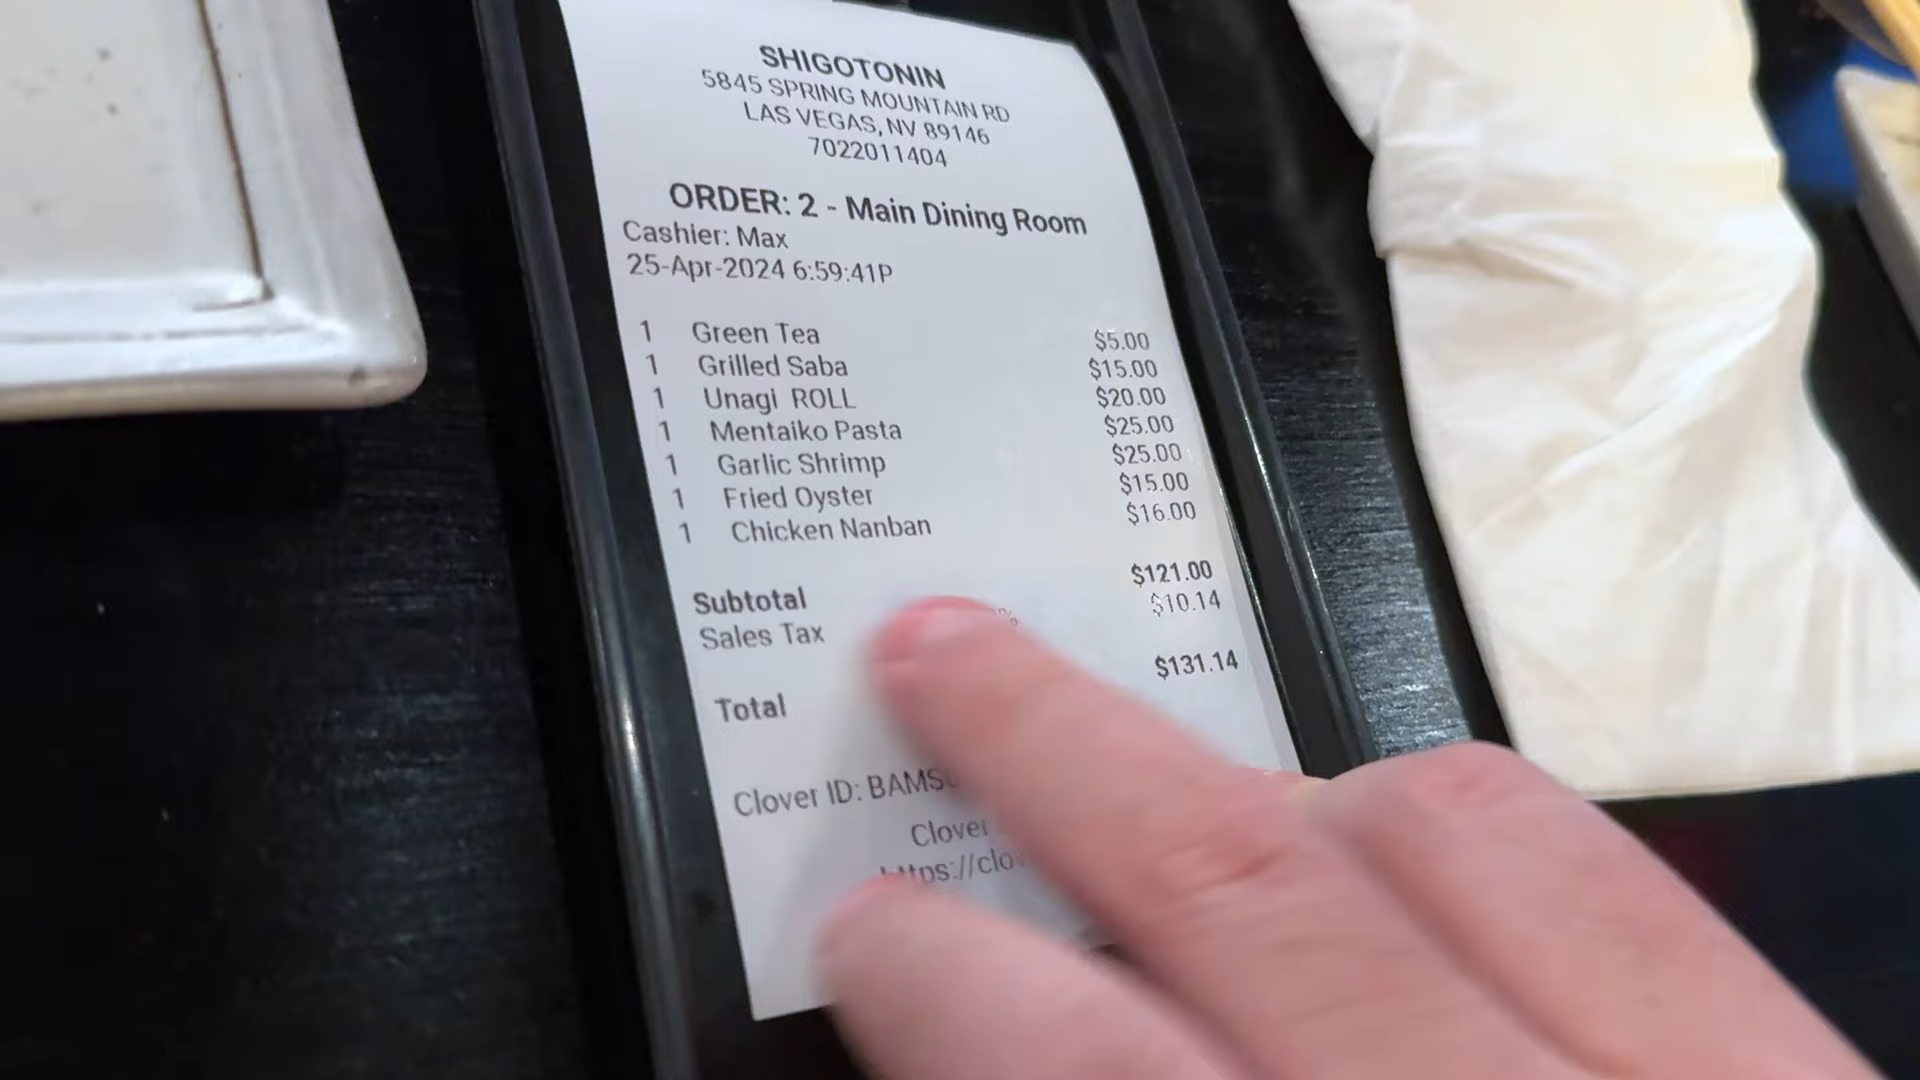 SHIGOTONIN
5845 SPRING MOUNTAIN RD
LAS VEGAS, NV 89146
7022011404
ORDER: 2 - Main Dining Room
Cashier: Max
25-Apr-2024 6:59:41P
1 Green Tea $5.00
1 Grilled Saba $15.00
1 Unagi ROLL $20.00
1 Mentaiko Pasta $25.00
1 Garlic Shrimp $25.00
1 Fried Oyster $15.00
1 Chicken Nanban $16.00
Subtotal $121.00
Sales Tax % $10.14
Total $131.14
Clover ID:
Clover